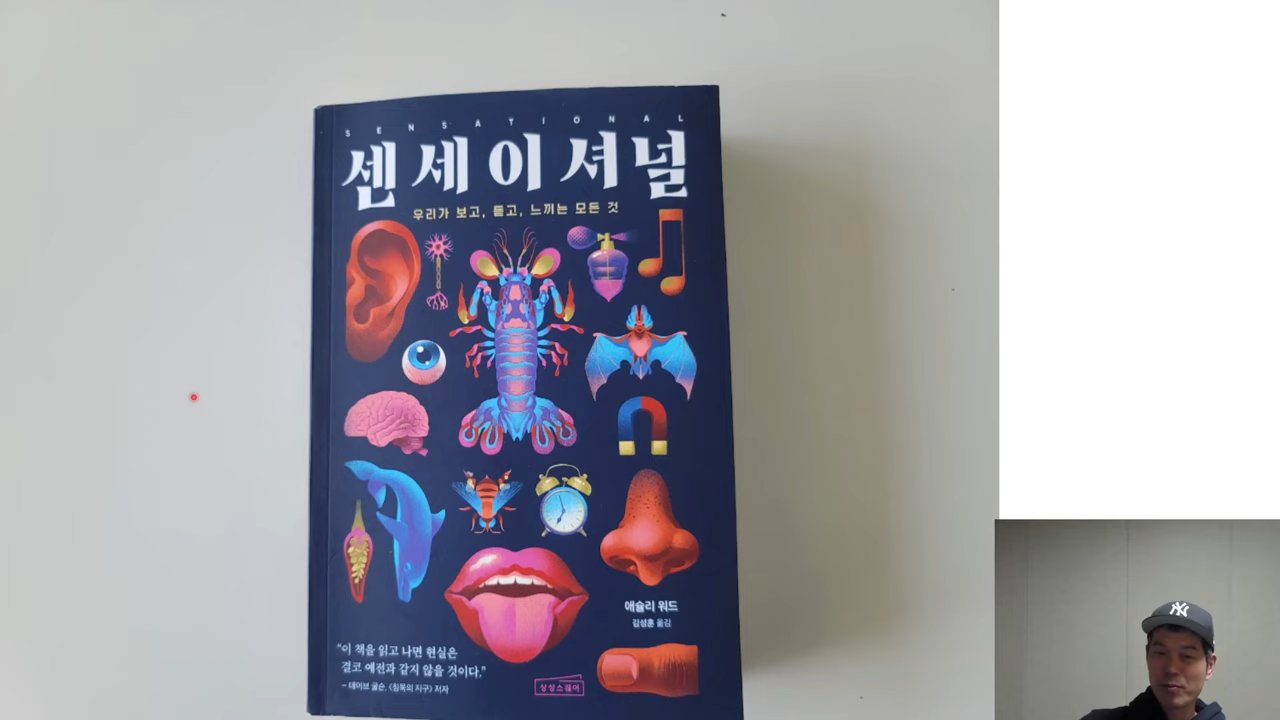 SENSATIONAL
센세이셔널
우리가 보고, 듣고, 느끼는 모든 것
애슐리 워드
김성훈 옮김
"이 책을 읽고 나면 현실은
결코 예전과 같지 않을 것이다."
– 데이브 굴슨, 《침묵의 지구》 저자
상상스퀘어
NY